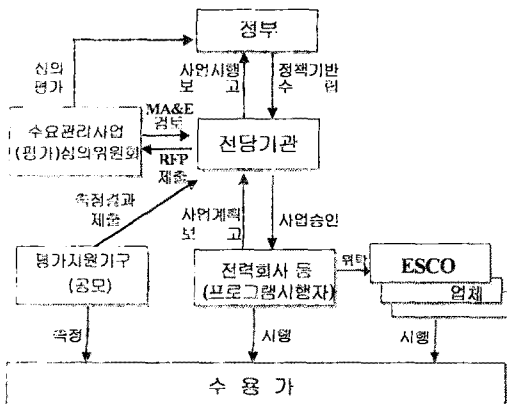 정부
심의
평가
사업시행
보 고
정책기반
수 립
MA&E
검토
수요관리사업
(평가)심의위원회
전담기관
RFP
제출
측정결과
제출
사업계획
보 고
사업승인
평가지원기구
(공모)
전력회사 등
(프로그램시행자)
위탁
ESCO
업체
측정
시행
시행
수 용 가